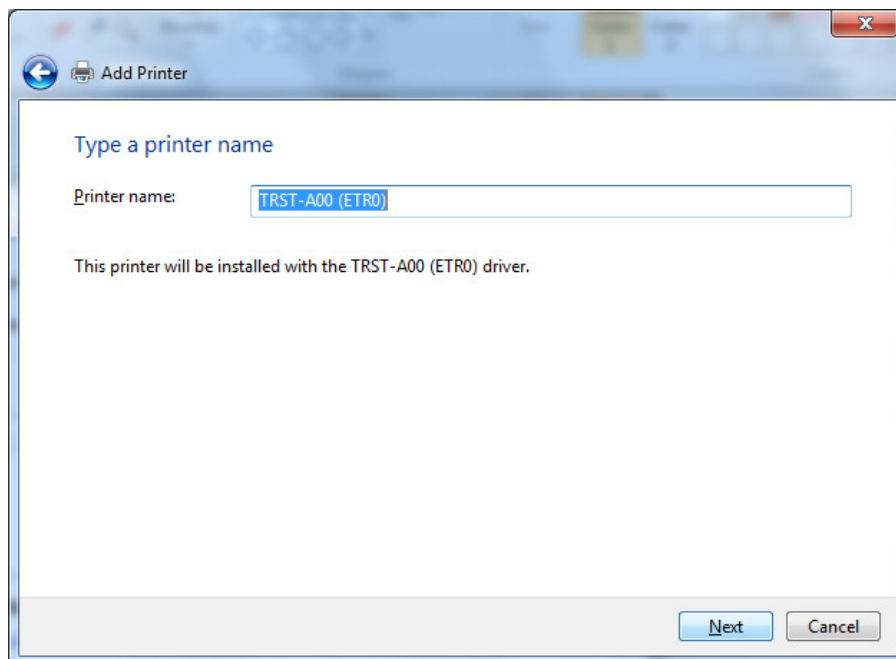 Add Printer
Type a printer name
Printer name: TRST-A00 (ETR0)
This printer will be installed with the TRST-A00 (ETR0) driver.
Next Cancel